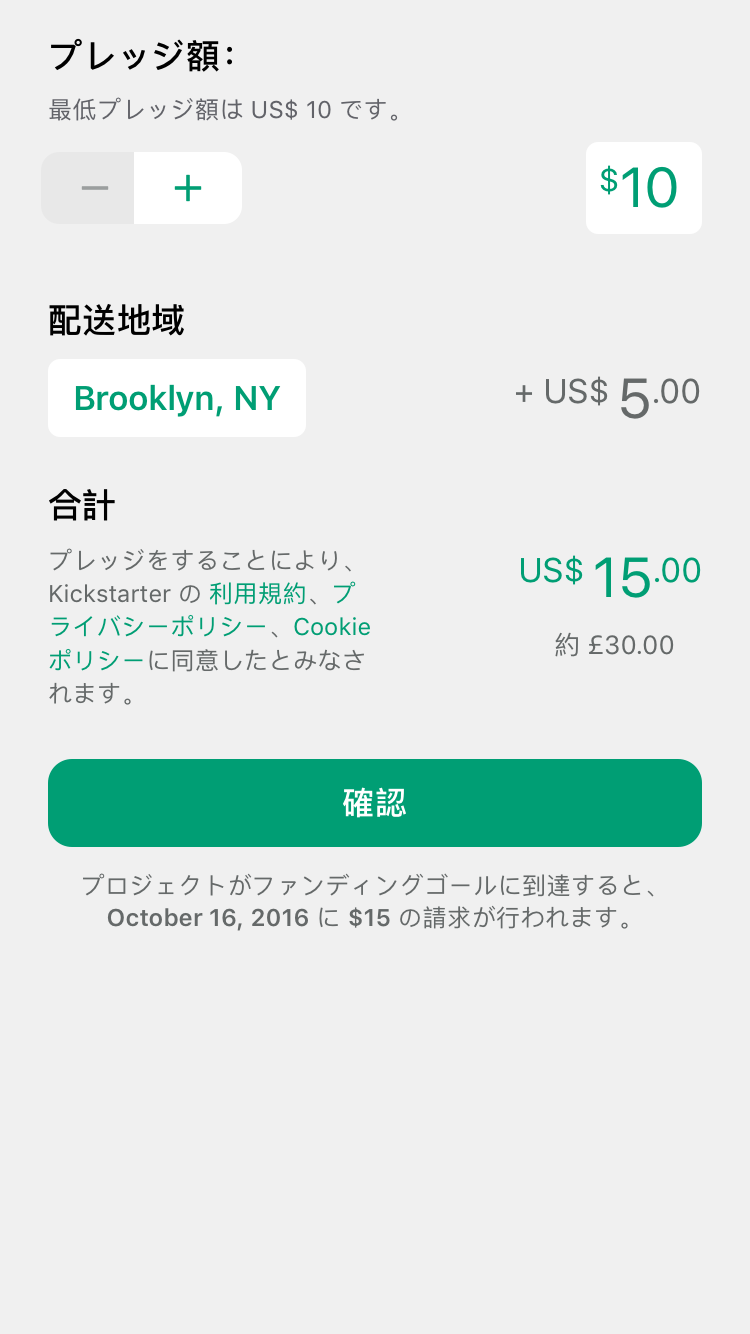 プレッジ額:
最低プレッジ額は US$ 10 です。
− +
$10
配送地域
Brooklyn, NY
+ US$ 5.00
合計
プレッジをすることにより、
Kickstarter の 利用規約、プ
ライバシーポリシー、Cookie
ポリシーに同意したとみなさ
れます。
US$ 15.00
約 £30.00
確認
プロジェクトがファンディングゴールに到達すると、
October 16, 2016 に $15 の請求が行われます。